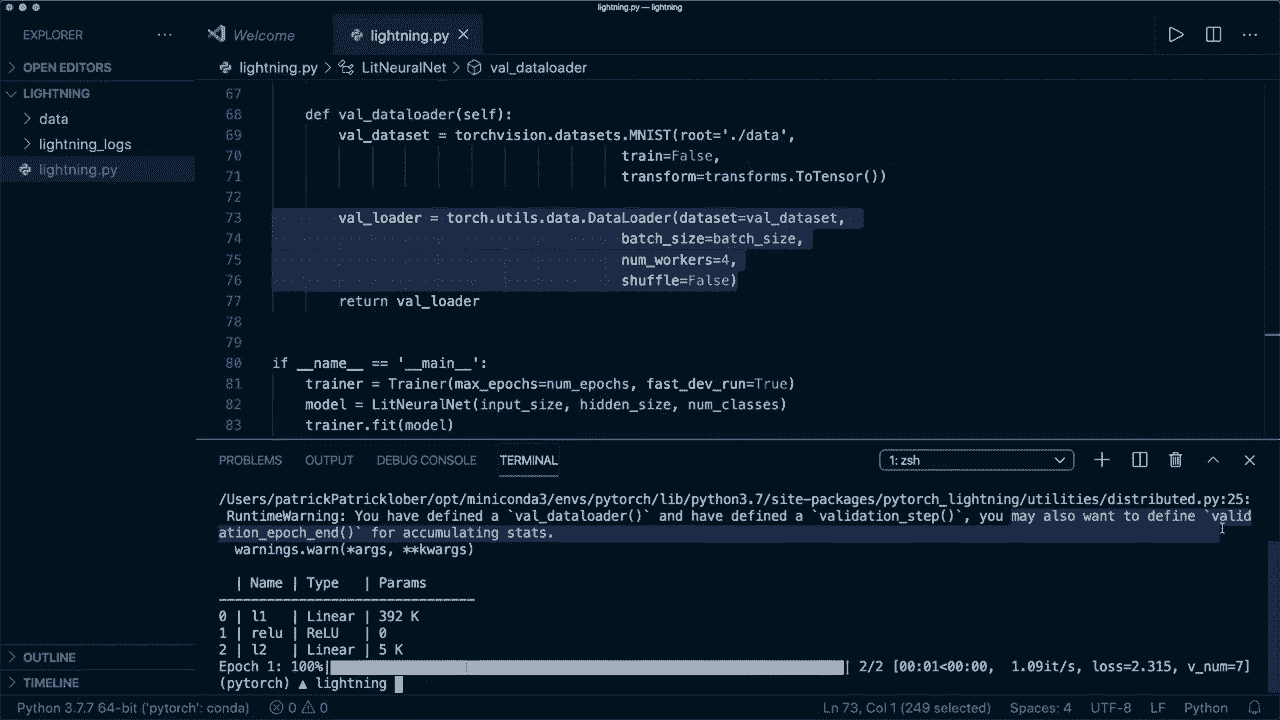 lightning.py — lightning
EXPLORER
Welcome
lightning.py
OPEN EDITORS
lightning.py > LitNeuralNet > val_dataloader
LIGHTNING
data
lightning_logs
lightning.py
67
68 def val_dataloader(self):
69 val_dataset = torchvision.datasets.MNIST(root='./data',
70 train=False,
71 transform=transforms.ToTensor())
72
73 val_loader = torch.utils.data.DataLoader(dataset=val_dataset,
74 batch_size=batch_size,
75 num_workers=4,
76 shuffle=False)
77 return val_loader
78
79
80 if __name__ == '__main__':
81 trainer = Trainer(max_epochs=num_epochs, fast_dev_run=True)
82 model = LitNeuralNet(input_size, hidden_size, num_classes)
83 trainer.fit(model)
PROBLEMS OUTPUT DEBUG CONSOLE TERMINAL 1: zsh
/Users/patrickPatricklober/opt/miniconda3/envs/pytorch/lib/python3.7/site-packages/pytorch_lightning/utilities/distributed.py:25:
RuntimeWarning: You have defined a `val_dataloader()` and have defined a `validation_step()`, you may also want to define `valid
ation_epoch_end()` for accumulating stats.
warnings.warn(*args, **kwargs)
| Name | Type | Params
--------------------------------
0 | l1 | Linear | 392 K
1 | relu | ReLU | 0
2 | l2 | Linear | 5 K
Epoch 1: 100%| | 2/2 [00:01<00:00, 1.09it/s, loss=2.315, v_num=7]
(pytorch) ▲ lightning
OUTLINE
TIMELINE
Python 3.7.7 64-bit ('pytorch': conda) 0 0 Ln 73, Col 1 (249 selected) Spaces: 4 UTF-8 LF Python